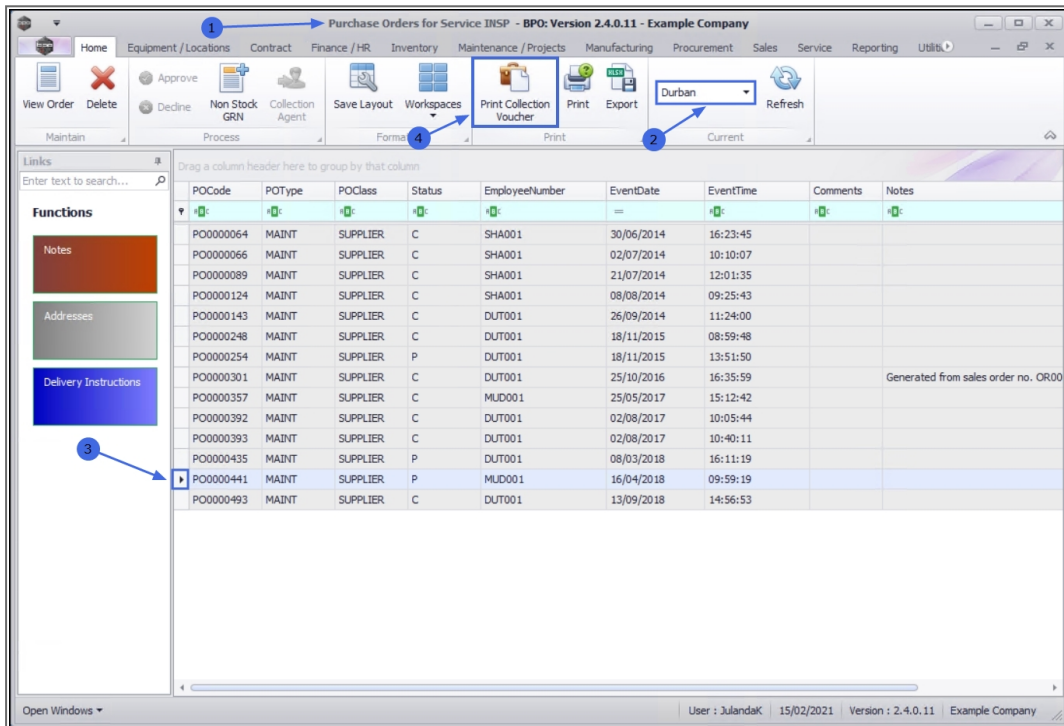 1
Purchase Orders for Service INSP - BPO: Version 2.4.0.11 - Example Company
Home Equipment / Locations Contract Finance / HR Inventory Maintenance / Projects Manufacturing Procurement Sales Service Reporting
View Order Delete Approve Decline Non Stock GRN Collection Agent Save Layout Workspaces Print Collection Voucher Print Export Durban Refresh
4 2
Maintain Process Print Current
Links
Enter text to search...
Functions
Notes
Addresses
Delivery Instructions
3
Drag a column header here to group by that column
POCode POType POClass Status EmployeeNumber EventDate EventTime Comments Notes
=
PO0000064 MAINT SUPPLIER C SHA001 30/06/2014 16:23:45
PO0000066 MAINT SUPPLIER C SHA001 02/07/2014 10:10:07
PO0000089 MAINT SUPPLIER C SHA001 21/07/2014 12:01:35
PO0000124 MAINT SUPPLIER C SHA001 08/08/2014 09:25:43
PO0000143 MAINT SUPPLIER C DUT001 26/09/2014 11:24:00
PO0000248 MAINT SUPPLIER C DUT001 18/11/2015 08:59:48
PO0000254 MAINT SUPPLIER P DUT001 18/11/2015 13:51:50
PO0000301 MAINT SUPPLIER C DUT001 25/10/2016 16:35:59 Generated from sales order no. OR00
PO0000357 MAINT SUPPLIER C MUD001 25/05/2017 15:12:42
PO0000392 MAINT SUPPLIER C DUT001 02/08/2017 10:05:44
PO0000393 MAINT SUPPLIER C DUT001 02/08/2017 10:40:11
PO0000435 MAINT SUPPLIER P DUT001 08/03/2018 16:11:19
PO0000441 MAINT SUPPLIER P MUD001 16/04/2018 09:59:19
PO0000493 MAINT SUPPLIER C DUT001 13/09/2018 14:56:53
Open Windows User : JulandaK 15/02/2021 Version : 2.4.0.11 Example Company